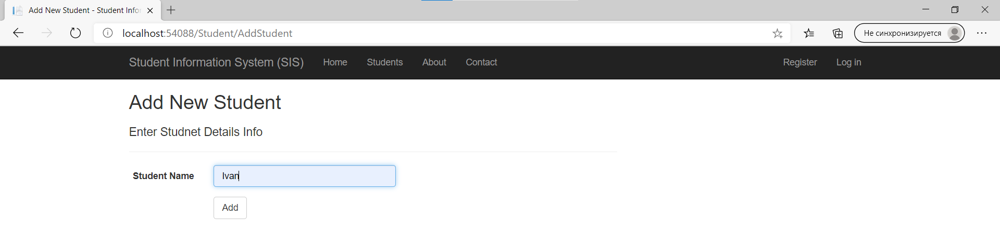 Add New Student - Student Info
localhost:54088/Student/AddStudent
Не синхронизируется
Student Information System (SIS) Home Students About Contact Register Log in
Add New Student
Enter Studnet Details Info
Student Name Ivan
Add